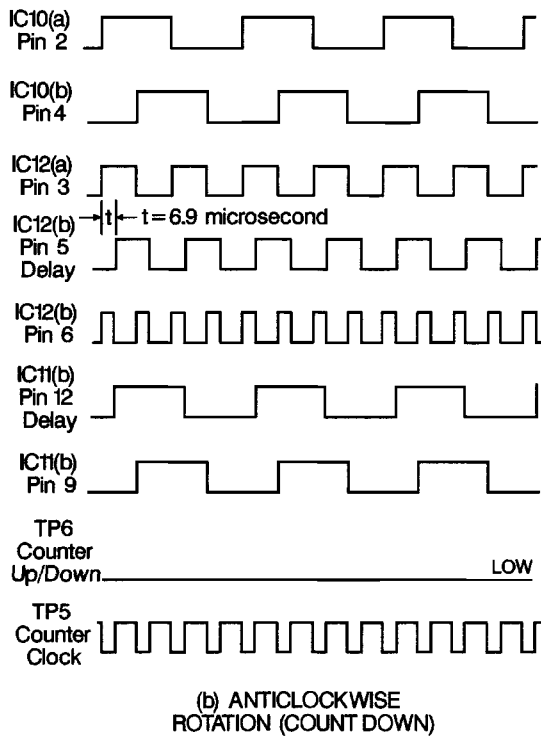 IC10(a)
Pin 2
IC10(b)
Pin 4
IC12(a)
Pin 3
t
t = 6.9 microsecond
IC12(b)
Pin 5
Delay
IC12(b)
Pin 6
IC11(b)
Pin 12
Delay
IC11(b)
Pin 9
TP6
Counter
Up/Down
LOW
TP5
Counter
Clock
(b) ANTICLOCKWISE
ROTATION (COUNT DOWN)